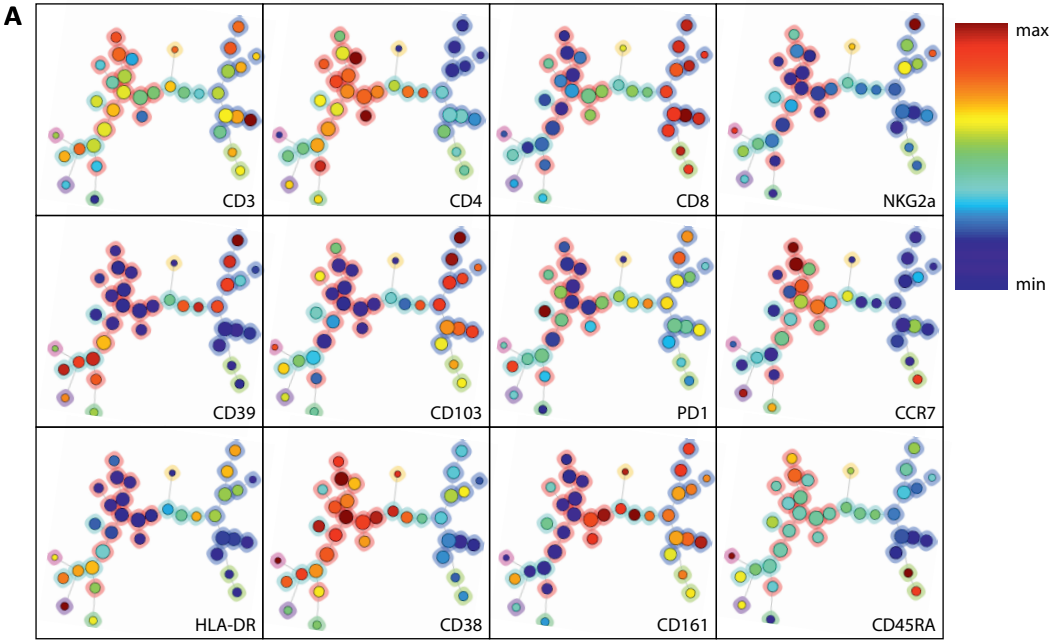 A
max
CD3
CD4
CD8
NKG2a
min
CD39
CD103
PD1
CCR7
HLA-DR
CD38
CD161
CD45RA